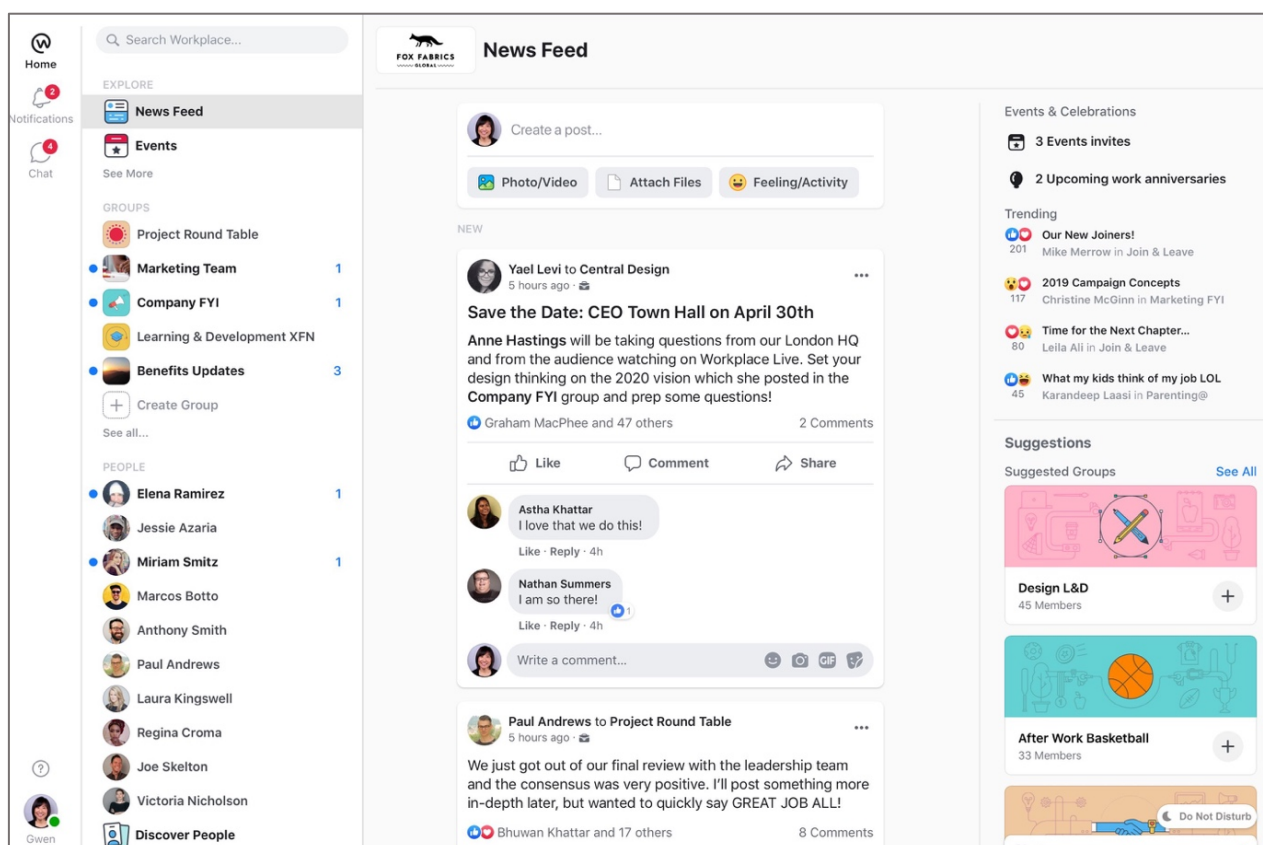 Home
2
Notifications
4
Chat
Gwen
Search Workplace...
EXPLORE
News Feed
Events
See More
GROUPS
Project Round Table
Marketing Team 1
Company FYI 1
Learning & Development XFN
Benefits Updates 3
Create Group
See all...
PEOPLE
Elena Ramirez 1
Jessie Azaria
Miriam Smitz 1
Marcos Botto
Anthony Smith
Paul Andrews
Laura Kingswell
Regina Croma
Joe Skelton
Victoria Nicholson
Discover People
FOX FABRICS
GLOBAL
News Feed
Create a post...
Photo/Video Attach Files Feeling/Activity
NEW
Yael Levi to Central Design
5 hours ago ·
Save the Date: CEO Town Hall on April 30th
Anne Hastings will be taking questions from our London HQ
and from the audience watching on Workplace Live. Set your
design thinking on the 2020 vision which she posted in the
Company FYI group and prep some questions!
Graham MacPhee and 47 others 2 Comments
Like Comment Share
Astha Khattar
I love that we do this!
Like · Reply · 4h
Nathan Summers
I am so there!
1
Like · Reply · 4h
Write a comment...
GIF
Paul Andrews to Project Round Table
5 hours ago ·
We just got out of our final review with the leadership team
and the consensus was very positive. I'll post something more
in-depth later, but wanted to quickly say GREAT JOB ALL!
Bhuwan Khattar and 17 others 8 Comments
Events & Celebrations
3 Events invites
2 Upcoming work anniversaries
Trending
Our New Joiners!
201 Mike Merrow in Join & Leave
2019 Campaign Concepts
117 Christine McGinn in Marketing FYI
Time for the Next Chapter...
80 Leila Ali in Join & Leave
What my kids think of my job LOL
45 Karandeep Laasi in Parenting@
Suggestions
Suggested Groups See All
Design L&D
45 Members
After Work Basketball
33 Members
Do Not Disturb